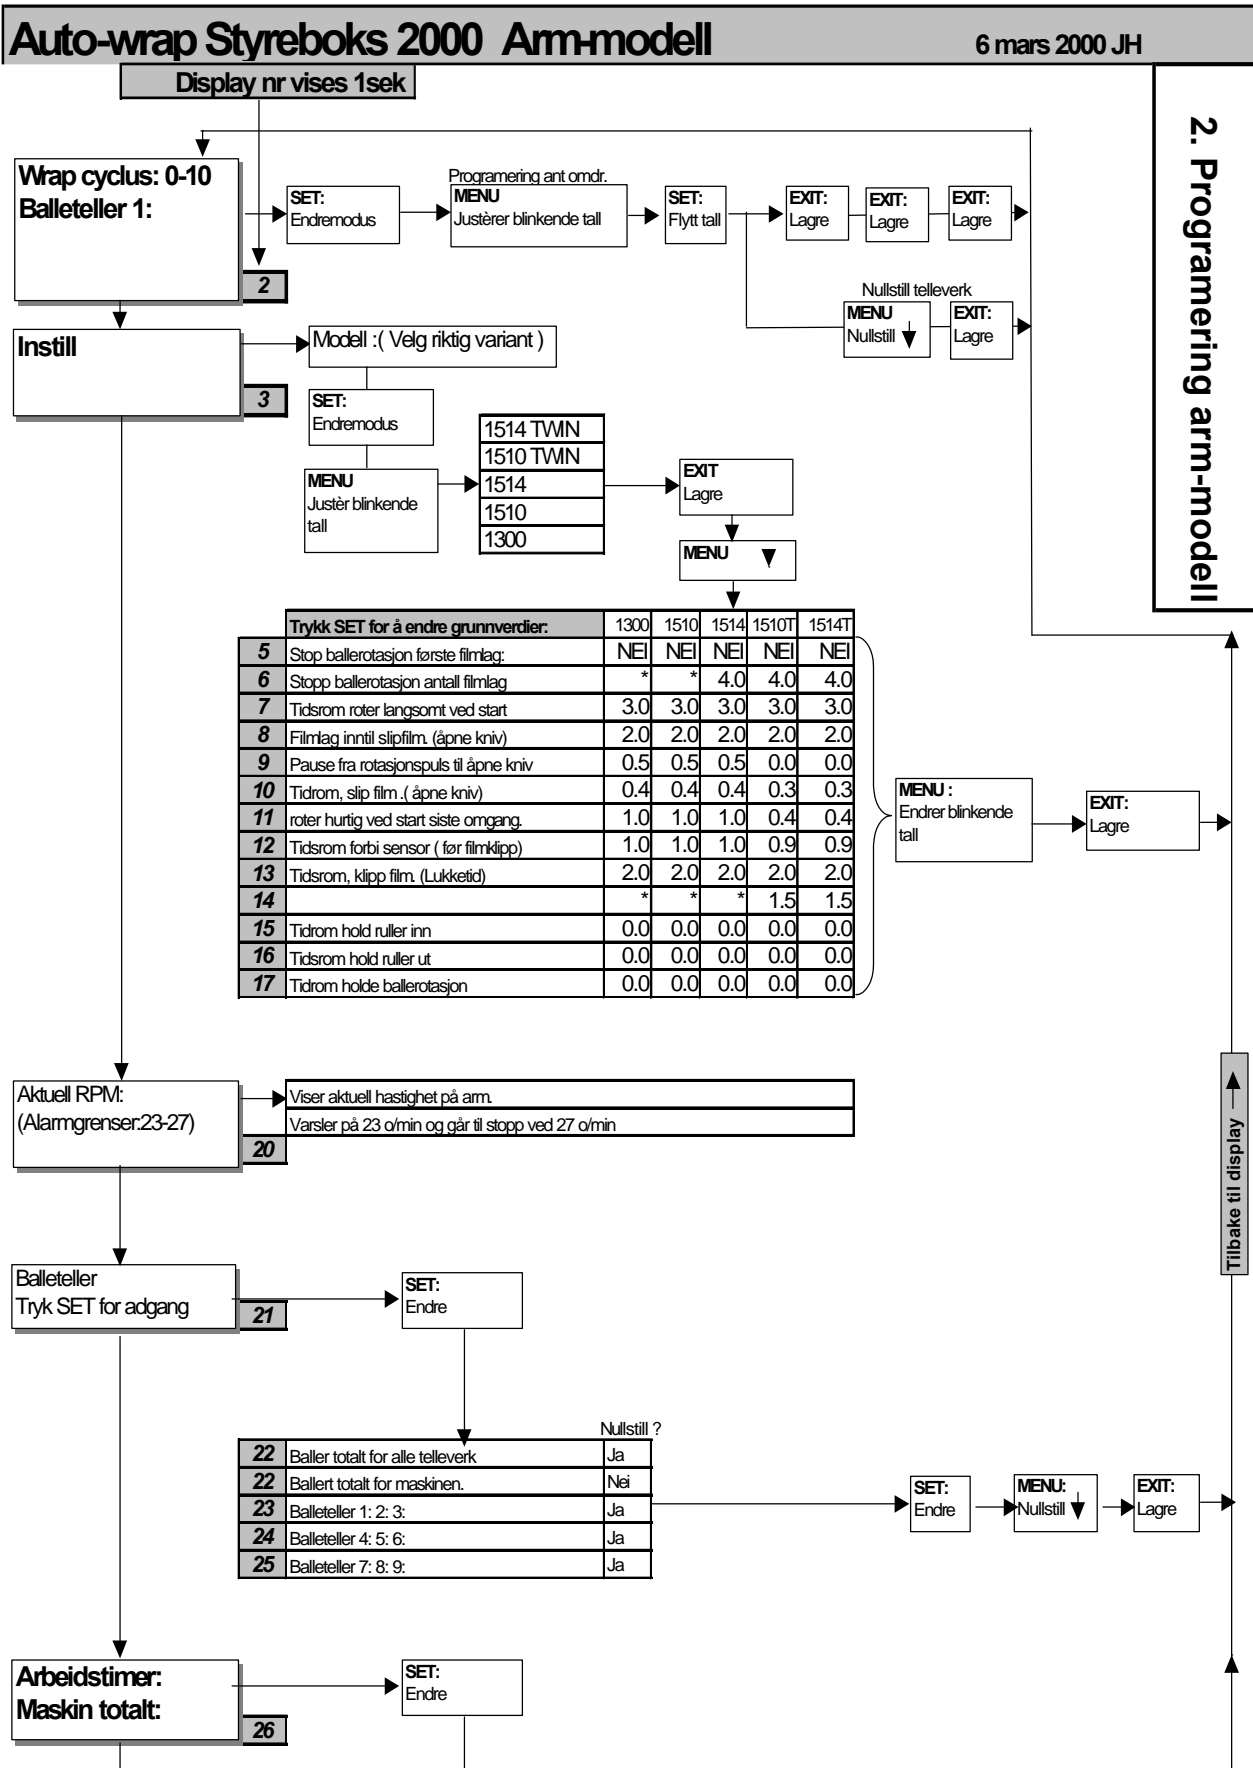 Auto-wrap Styreboks 2000 Arm-modell 6 mars 2000 JH
Display nr vises 1sek
2. Programering arm-modell
Wrap cyclus: 0-10
Balleteller 1:
2
SET:
Endremodus
Programering ant omdr.
MENU
Justèrer blinkende tall
SET:
Flytt tall
EXIT:
Lagre
EXIT:
Lagre
EXIT:
Lagre
Nullstill telleverk
MENU
Nullstill
EXIT:
Lagre
Instill
3
Modell :( Velg riktig variant )
SET:
Endremodus
MENU
Justèr blinkende
tall
1514 TWIN
1510 TWIN
1514
1510
1300
EXIT
Lagre
MENU
Trykk SET for å endre grunnverdier: 1300 1510 1514 1510T 1514T
5 Stop ballerotasjon første filmlag: NEI NEI NEI NEI NEI
6 Stopp ballerotasjon antall filmlag * * 4.0 4.0 4.0
7 Tidsrom roter langsomt ved start 3.0 3.0 3.0 3.0 3.0
8 Filmlag inntil slipfilm. (åpne kniv) 2.0 2.0 2.0 2.0 2.0
9 Pause fra rotasjonspuls til åpne kniv 0.5 0.5 0.5 0.0 0.0
10 Tidrom, slip film .( åpne kniv) 0.4 0.4 0.4 0.3 0.3
11 roter hurtig ved start siste omgang. 1.0 1.0 1.0 0.4 0.4
12 Tidsrom forbi sensor ( før filmklipp) 1.0 1.0 1.0 0.9 0.9
13 Tidsrom, klipp film. (Lukketid) 2.0 2.0 2.0 2.0 2.0
14 * * * 1.5 1.5
15 Tidrom hold ruller inn 0.0 0.0 0.0 0.0 0.0
16 Tidsrom hold ruller ut 0.0 0.0 0.0 0.0 0.0
17 Tidrom holde ballerotasjon 0.0 0.0 0.0 0.0 0.0
MENU :
Endrer blinkende
tall
EXIT:
Lagre
Aktuell RPM:
(Alarmgrenser:23-27)
20
Viser aktuell hastighet på arm.
Varsler på 23 o/min og går til stopp ved 27 o/min
Tilbake til display
Balleteller
Tryk SET for adgang
21
SET:
Endre
Nullstill ?
22 Baller totalt for alle telleverk Ja
22 Ballert totalt for maskinen. Nei
23 Balleteller 1: 2: 3: Ja
24 Balleteller 4: 5: 6: Ja
25 Balleteller 7: 8: 9: Ja
SET:
Endre
MENU:
Nullstill
EXIT:
Lagre
Arbeidstimer:
Maskin totalt:
26
SET:
Endre